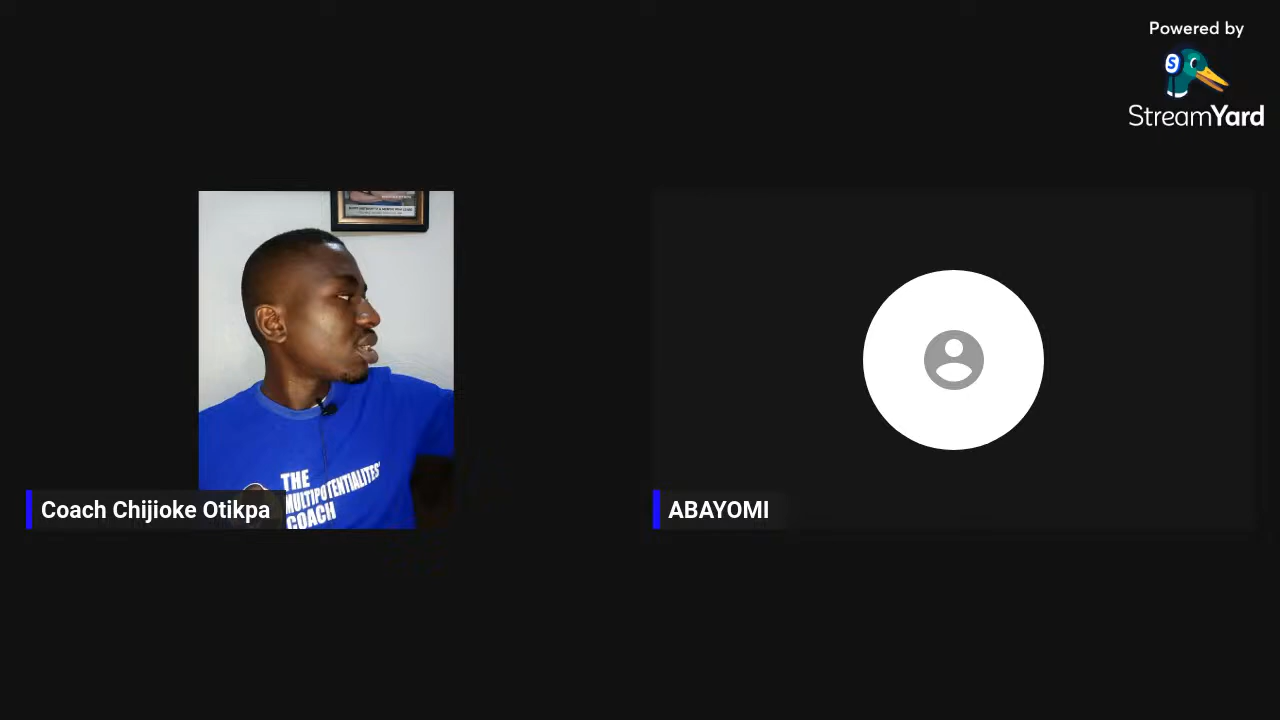 Powered by
S
StreamYard
THE
MULTIPOTENTIALITES'
COACH
Coach Chijioke Otikpa
ABAYOMI